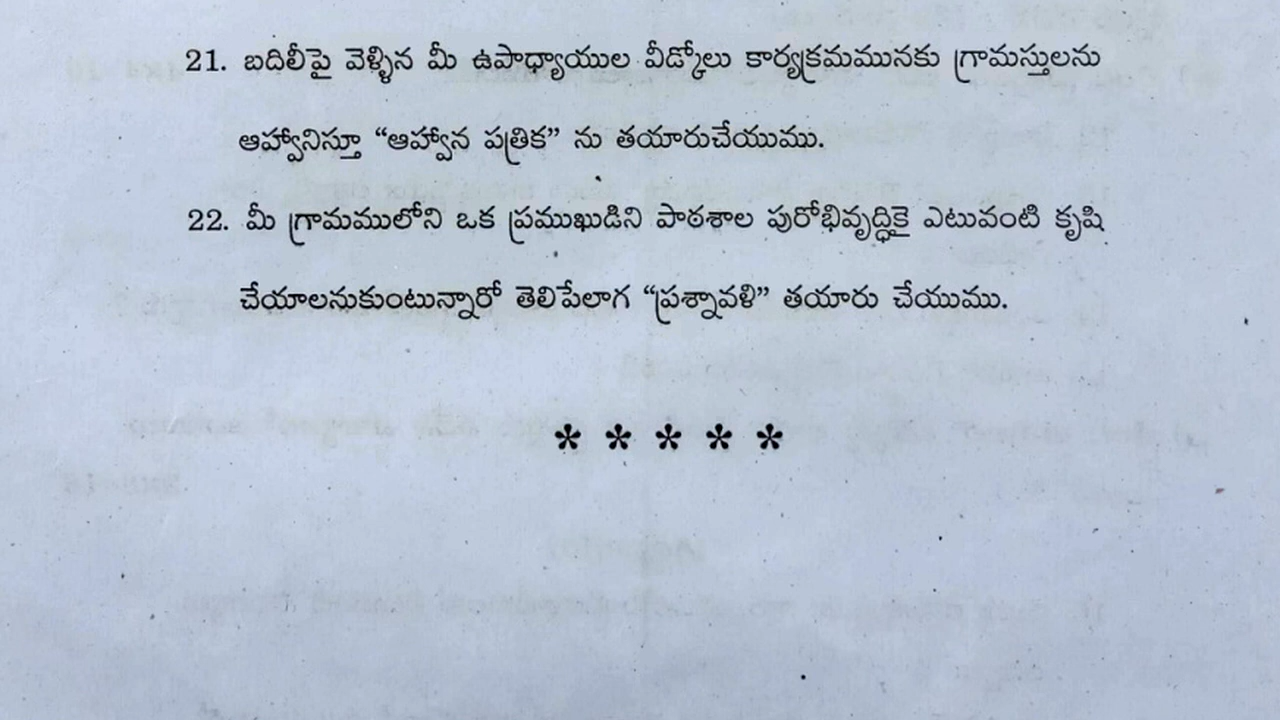 21. బదిలీపై వెళ్ళిన మీ ఉపాధ్యాయుల వీడ్కోలు కార్యక్రమమునకు గ్రామస్తులను
ఆహ్వానిస్తూ “ఆహ్వాన పత్రిక” ను తయారుచేయుము.
22. మీ గ్రామములోని ఒక ప్రముఖుడిని పాఠశాల పురోభివృద్ధికై ఎటువంటి కృషి
చేయాలనుకుంటున్నారో తెలిపేలాగ “ప్రశ్నావళి” తయారు చేయుము.
* * * * *